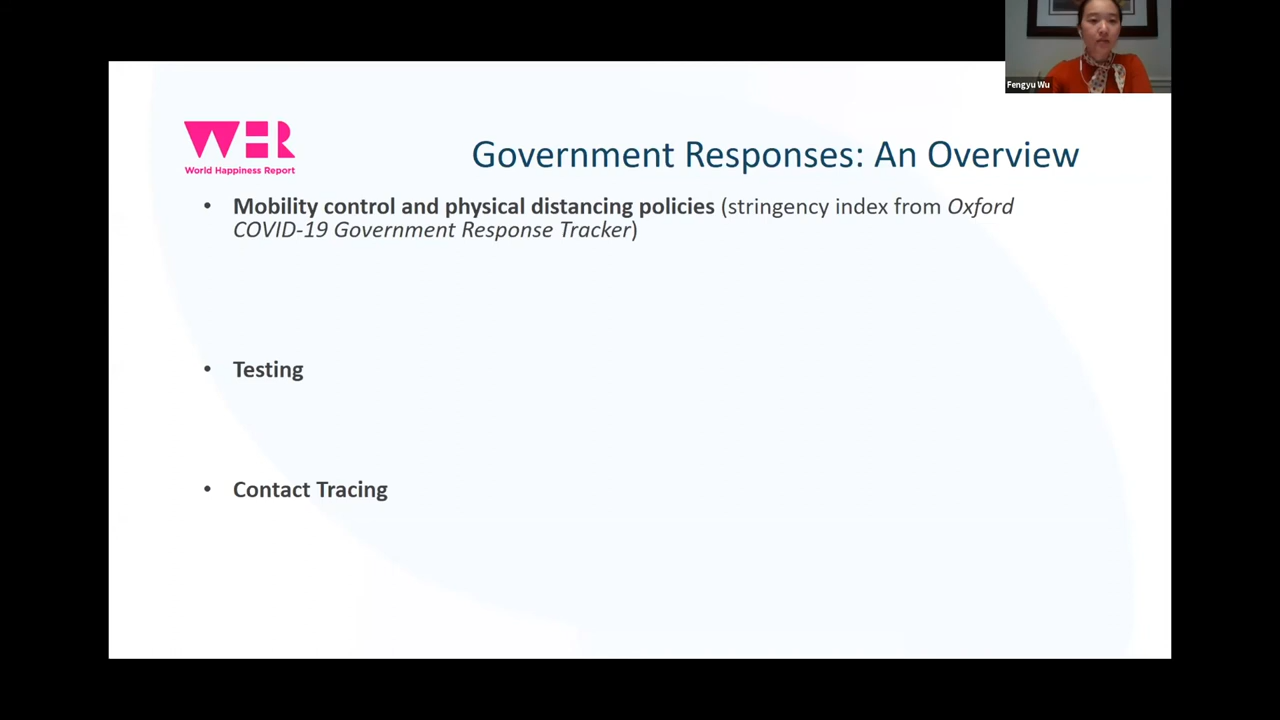 Fengyu Wu
WHR
World Happiness Report
Government Responses: An Overview
• Mobility control and physical distancing policies (stringency index from Oxford
COVID-19 Government Response Tracker)
• Testing
• Contact Tracing